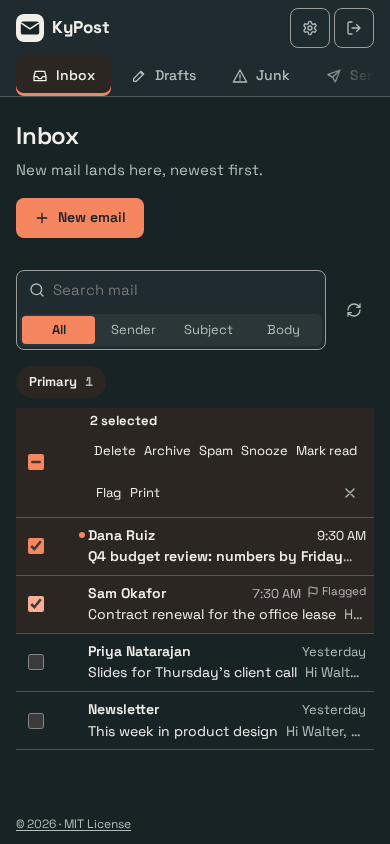 KyPost
Inbox Drafts Junk Sen
Inbox
New mail lands here, newest first.
+ New email
Search mail
All Sender Subject Body
Primary 1
2 selected
Delete Archive Spam Snooze Mark read
Flag Print
Dana Ruiz 9:30 AM
Q4 budget review: numbers by Friday...
Sam Okafor 7:30 AM Flagged
Contract renewal for the office lease H...
Priya Natarajan Yesterday
Slides for Thursday's client call Hi Walt...
Newsletter Yesterday
This week in product design Hi Walter, ...
© 2026 · MIT License